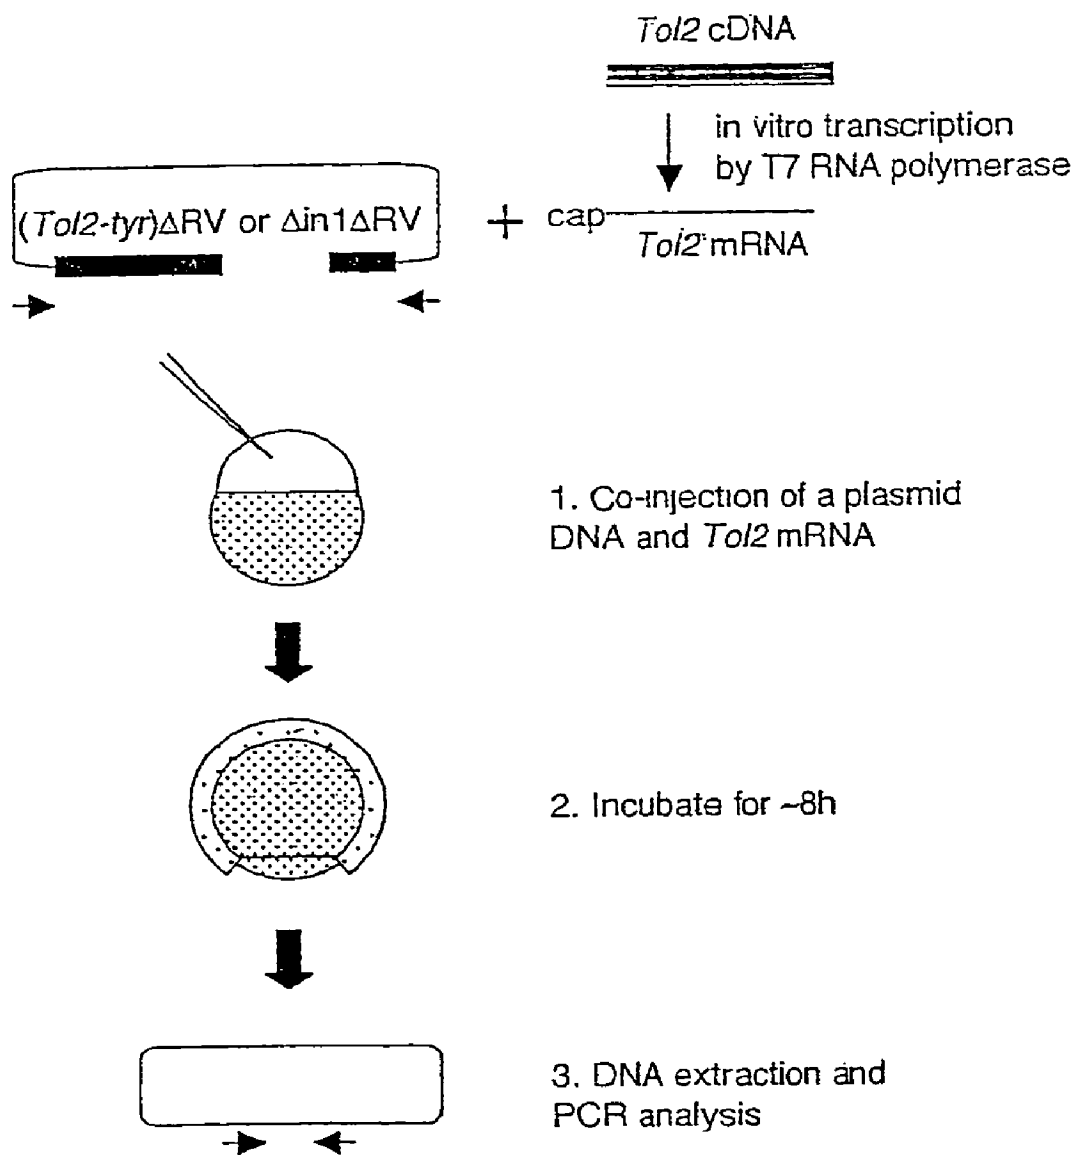 Tol2 cDNA
in vitro transcription
by T7 RNA polymerase
(Tol2-tyr)ΔRV or Δin1ΔRV + cap
Tol2 mRNA
1. Co-injection of a plasmid
DNA and Tol2 mRNA
2. Incubate for ~8h
3. DNA extraction and
PCR analysis